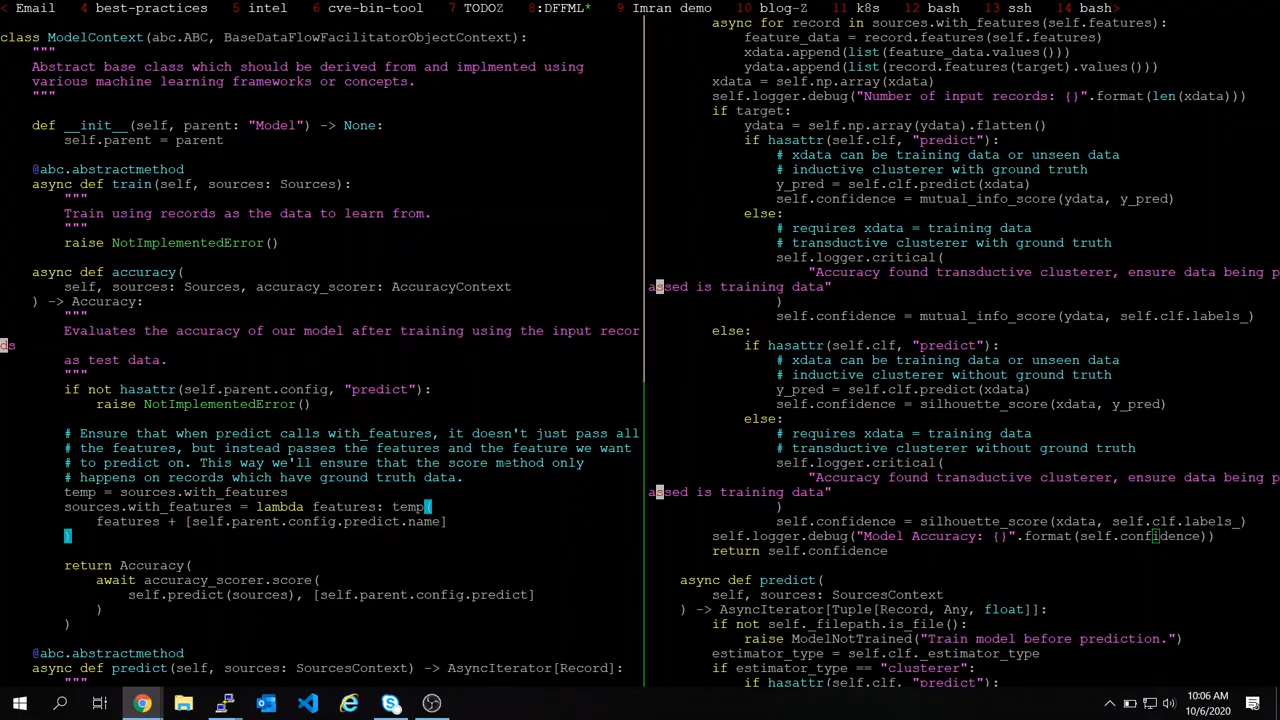 < Email    4 best-practices   5 intel   6 cve-bin-tool   7 TODOZ   8:DFFML*   9 Imran demo   10 blog-Z   11 k8s   12 bash   13 ssh    14 bash>
class ModelContext(abc.ABC, BaseDataFlowFacilitatorObjectContext):
    """
    Abstract base class which should be derived from and implmented using
    various machine learning frameworks or concepts.
    """
    def __init__(self, parent: "Model") -> None:
        self.parent = parent
    @abc.abstractmethod
    async def train(self, sources: Sources):
        """
        Train using records as the data to learn from.
        """
        raise NotImplementedError()
    async def accuracy(
        self, sources: Sources, accuracy_scorer: AccuracyContext
    ) -> Accuracy:
        """
        Evaluates the accuracy of our model after training using the input recor
ds
        as test data.
        """
        if not hasattr(self.parent.config, "predict"):
            raise NotImplementedError()
        # Ensure that when predict calls with_features, it doesn't just pass all
        # the features, but instead passes the features and the feature we want
        # to predict on. This way we'll ensure that the score method only
        # happens on records which have ground truth data.
        temp = sources.with_features
        sources.with_features = lambda features: temp(
            features + [self.parent.config.predict.name]
        )
        return Accuracy(
            await accuracy_scorer.score(
                self.predict(sources), [self.parent.config.predict]
            )
        )
    @abc.abstractmethod
    async def predict(self, sources: SourcesContext) -> AsyncIterator[Record]:
        """
        async for record in sources.with_features(self.features):
            feature_data = record.features(self.features)
            xdata.append(list(feature_data.values()))
            ydata.append(list(record.features(target).values()))
        xdata = self.np.array(xdata)
        self.logger.debug("Number of input records: {}".format(len(xdata)))
        if target:
            ydata = self.np.array(ydata).flatten()
            if hasattr(self.clf, "predict"):
                # xdata can be training data or unseen data
                # inductive clusterer with ground truth
                y_pred = self.clf.predict(xdata)
                self.confidence = mutual_info_score(ydata, y_pred)
            else:
                # requires xdata = training data
                # transductive clusterer with ground truth
                self.logger.critical(
                    "Accuracy found transductive clusterer, ensure data being p
assed is training data"
                )
                self.confidence = mutual_info_score(ydata, self.clf.labels_)
        else:
            if hasattr(self.clf, "predict"):
                # xdata can be training data or unseen data
                # inductive clusterer without ground truth
                y_pred = self.clf.predict(xdata)
                self.confidence = silhouette_score(xdata, y_pred)
            else:
                # requires xdata = training data
                # transductive clusterer without ground truth
                self.logger.critical(
                    "Accuracy found transductive clusterer, ensure data being p
assed is training data"
                )
                self.confidence = silhouette_score(xdata, self.clf.labels_)
        self.logger.debug("Model Accuracy: {}".format(self.confidence))
        return self.confidence
    async def predict(
        self, sources: SourcesContext
    ) -> AsyncIterator[Tuple[Record, Any, float]]:
        if not self._filepath.is_file():
            raise ModelNotTrained("Train model before prediction.")
        estimator_type = self.clf._estimator_type
        if estimator_type == "clusterer":
            if hasattr(self.clf, "predict"):
10:06 AM
10/6/2020